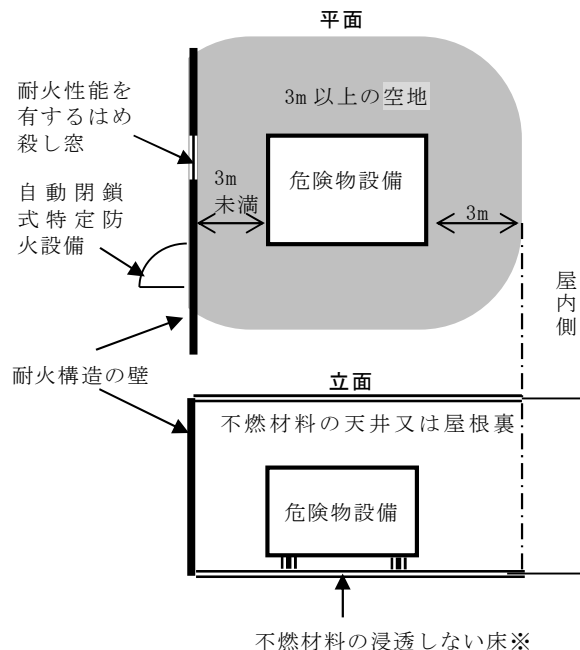 平面
耐火性能を
有するはめ
殺し窓
3m 以上の空地
自動閉鎖
式特定防
火設備
3m
未満
危険物設備
3m
屋内側
耐火構造の壁
立面
不燃材料の天井又は屋根裏
危険物設備
不燃材料の浸透しない床※